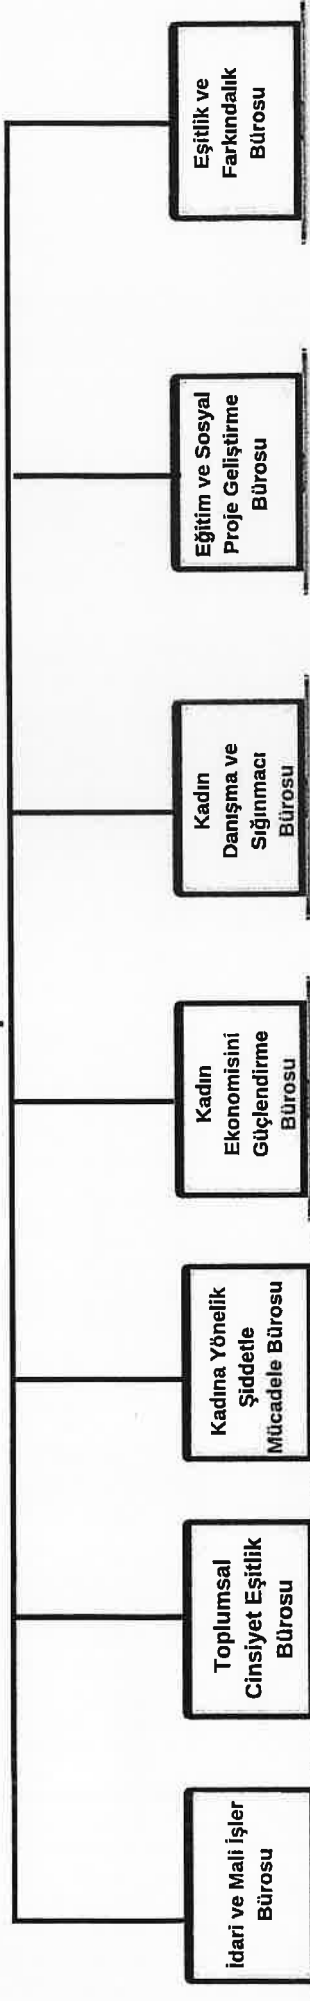 İdari ve Mali İşler
Bürosu
Toplumsal
Cinsiyet Eşitlik
Bürosu
Kadına Yönelik
Şiddetle
Mücadele Bürosu
Kadın
Ekonomisini
Güçlendirme
Bürosu
Kadın
Danışma ve
Sığınmacı
Bürosu
Eğitim ve Sosyal
Proje Geliştirme
Bürosu
Eşitlik ve
Farkındalık
Bürosu